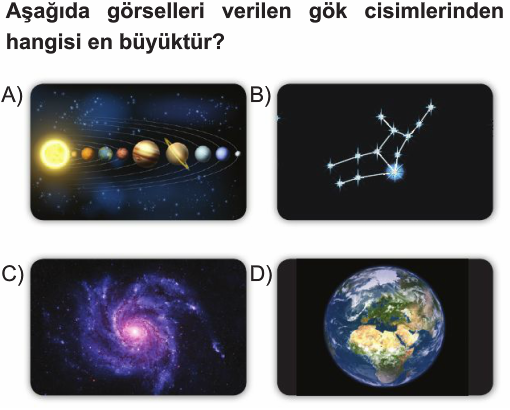 Aşağıda görselleri verilen gök cisimlerinden
hangisi en büyüktür?
A)
B)
C)
D)